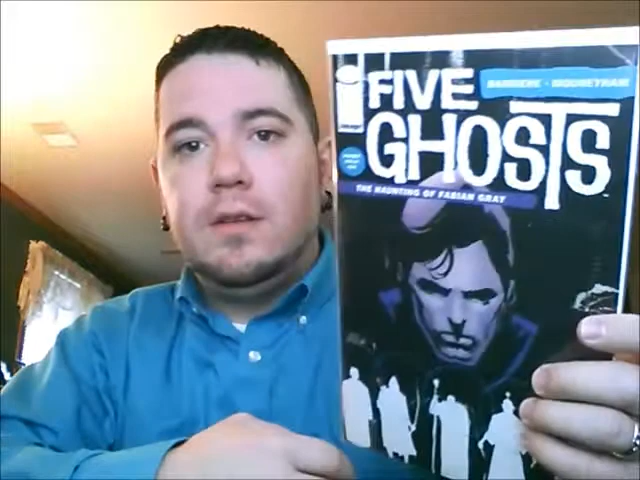 FIVE
BARBIERE · MOONEYHAM
GHOSTS
THE HAUNTING OF FABIAN GRAY